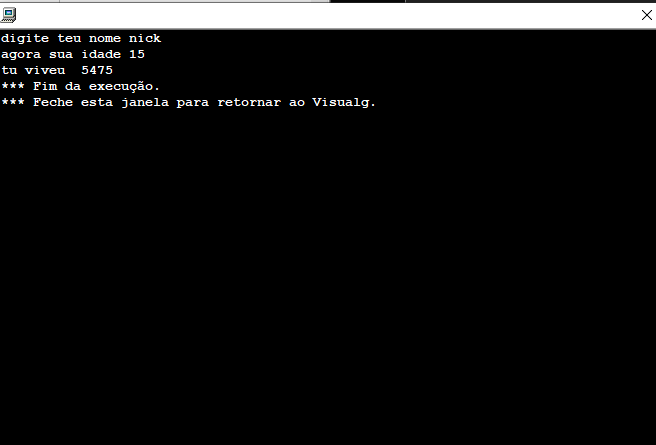 digite teu nome nick
agora sua idade 15
tu viveu  5475
*** Fim da execução.
*** Feche esta janela para retornar ao Visualg.